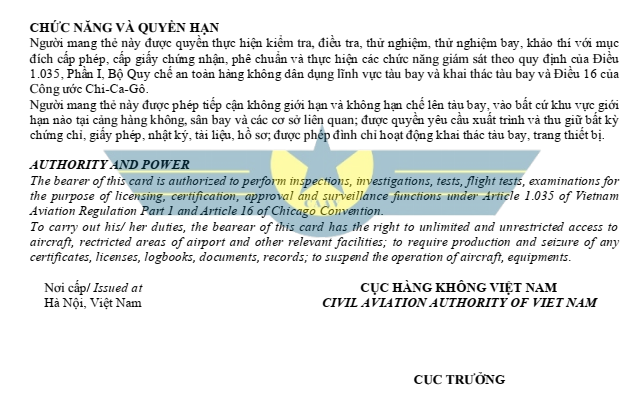 CHỨC NĂNG VÀ QUYỀN HẠN
Người mang thẻ này được quyền thực hiện kiểm tra, điều tra, thử nghiệm, thử nghiệm bay, khảo thí với mục
đích cấp phép, cấp giấy chứng nhận, phê chuẩn và thực hiện các chức năng giám sát theo quy định của Điều
1.035, Phần I, Bộ Quy chế an toàn hàng không dân dụng lĩnh vực tàu bay và khai thác tàu bay và Điều 16 của
Công ước Chi-Ca-Gô.
Người mang thẻ này được phép tiếp cận không giới hạn và không hạn chế lên tàu bay, vào bất cứ khu vực giới
hạn nào tại cảng hàng không, sân bay và các cơ sở liên quan; được quyền yêu cầu xuất trình và thu giữ bất kỳ
chứng chỉ, giấy phép, nhật ký, tài liệu, hồ sơ; được phép đình chỉ hoạt động khai thác tàu bay, trang thiết bị.
AUTHORITY AND POWER
The bearer of this card is authorized to perform inspections, investigations, tests, flight tests, examinations for
the purpose of licensing, certification, approval and surveillance functions under Article 1.035 of Vietnam
Aviation Regulation Part 1 and Article 16 of Chicago Convention.
To carry out his/ her duties, the bearear of this card has the right to unlimited and unrestricted access to
aircraft, rectricted areas of airport and other relevant facilities; to require production and seizure of any
certificates, licenses, logbooks, documents, records; to suspend the operation of aircraft, equipments.
Nơi cấp/ Issued at
Hà Nội, Việt Nam
CỤC HÀNG KHÔNG VIỆT NAM
CIVIL AVIATION AUTHORITY OF VIET NAM
CỤC TRƯỞNG